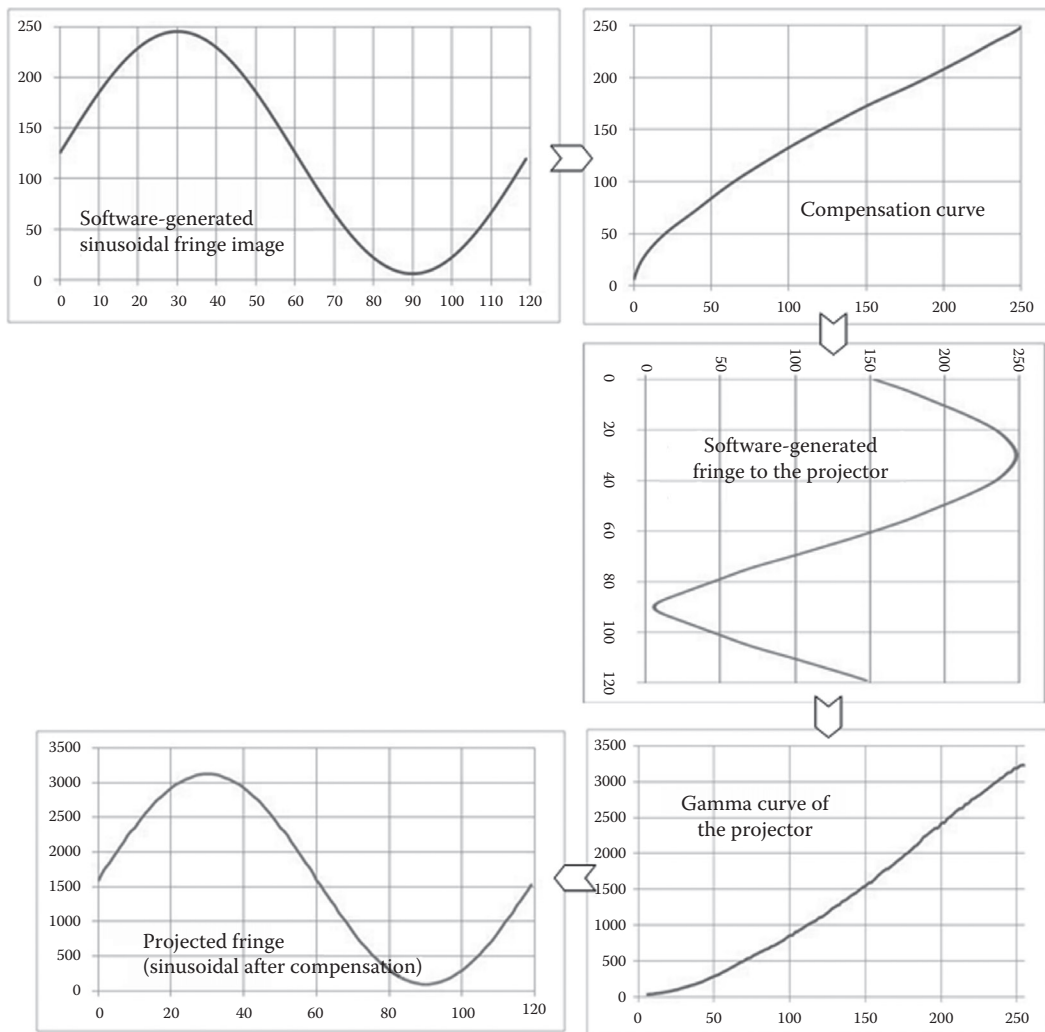 250
200
150
100
50
0
0 10 20 30 40 50 60 70 80 90 100 110 120
Software-generated
sinusoidal fringe image
250
200
150
100
50
0
0 50 100 150 200 250
Compensation curve
0 50 100 150 200 250
0
20
40
60
80
100
120
Software-generated
fringe to the projector
3500
3000
2500
2000
1500
1000
500
0
0 20 40 60 80 100 120
Projected fringe
(sinusoidal after compensation)
3500
3000
2500
2000
1500
1000
500
0
0 50 100 150 200 250
Gamma curve of
the projector